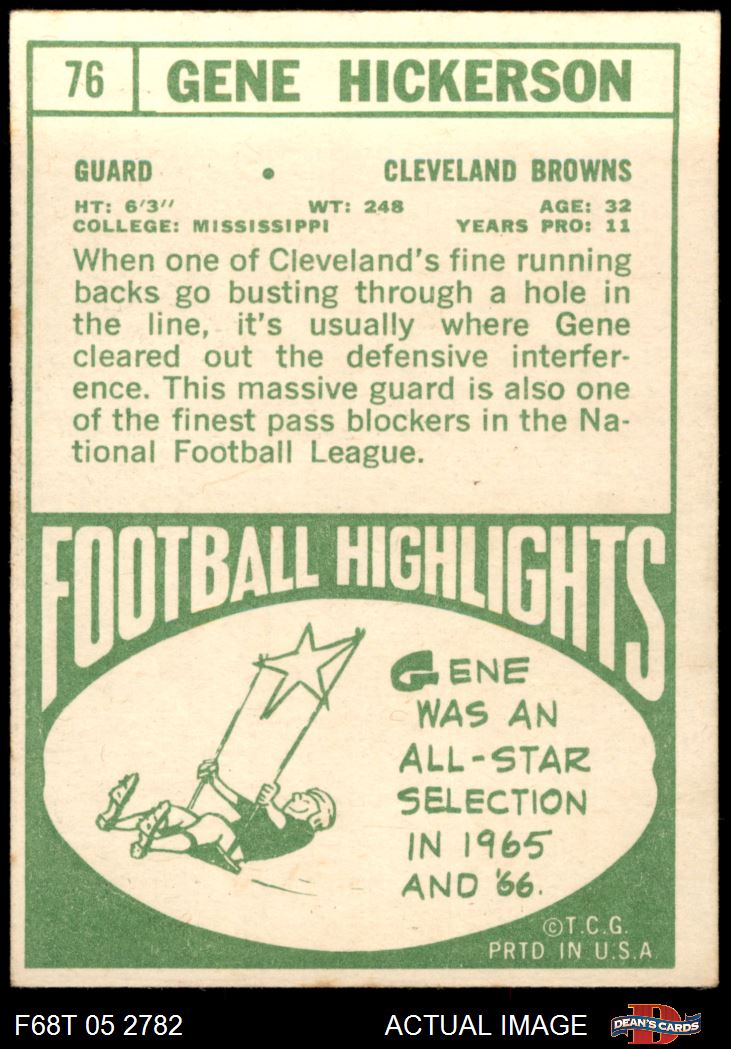 76 GENE HICKERSON
GUARD • CLEVELAND BROWNS
HT: 6'3'' WT: 248 AGE: 32
COLLEGE: MISSISSIPPI YEARS PRO: 11
When one of Cleveland's fine running
backs go busting through a hole in
the line, it's usually where Gene
cleared out the defensive interfer-
ence. This massive guard is also one
of the finest pass blockers in the Na-
tional Football League.
FOOTBALL HIGHLIGHTS
GENE
WAS AN
ALL-STAR
SELECTION
IN 1965
AND '66.
©T.C.G.
PRTD IN U.S.A
F68T 05 2782 ACTUAL IMAGE D DEAN'S CARDS